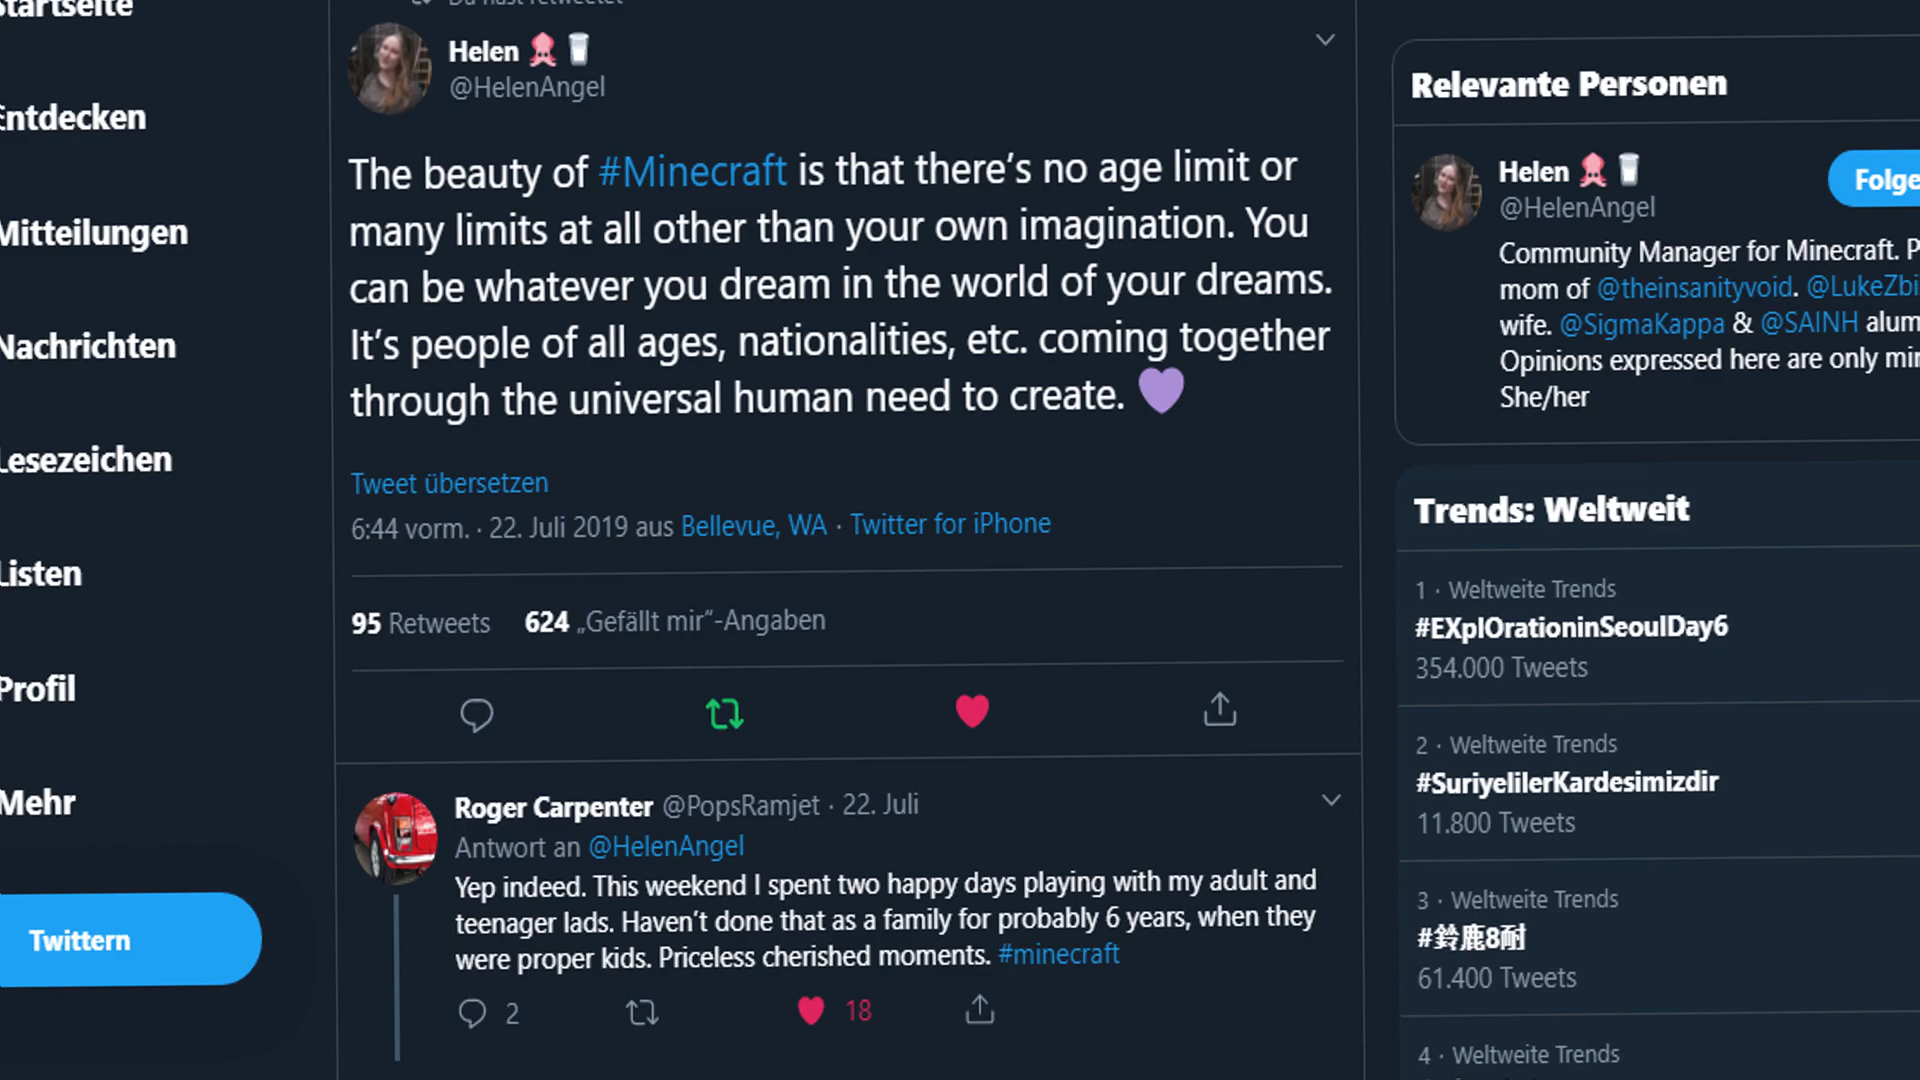 Startseite
Entdecken
Mitteilungen
Nachrichten
Lesezeichen
Listen
Profil
Mehr
Twittern
Du hast retweetet
Helen
@HelenAngel
The beauty of #Minecraft is that there's no age limit or
many limits at all other than your own imagination. You
can be whatever you dream in the world of your dreams.
It's people of all ages, nationalities, etc. coming together
through the universal human need to create. 💜
Tweet übersetzen
6:44 vorm. · 22. Juli 2019 aus Bellevue, WA · Twitter for iPhone
95 Retweets 624 „Gefällt mir“-Angaben
Roger Carpenter @PopsRamjet · 22. Juli
Antwort an @HelenAngel
Yep indeed. This weekend I spent two happy days playing with my adult and
teenager lads. Haven't done that as a family for probably 6 years, when they
were proper kids. Priceless cherished moments. #minecraft
2 18
Relevante Personen
Helen
@HelenAngel
Folge
Community Manager for Minecraft. P
mom of @theinsanityvoid. @LukeZbi
wife. @SigmaKappa & @SAINH alum
Opinions expressed here are only min
She/her
Trends: Weltweit
1 · Weltweite Trends
#EXplOrationinSeoulDay6
354.000 Tweets
2 · Weltweite Trends
#SuriyelilerKardesimizdir
11.800 Tweets
3 · Weltweite Trends
#鈴鹿8耐
61.400 Tweets
4 · Weltweite Trends